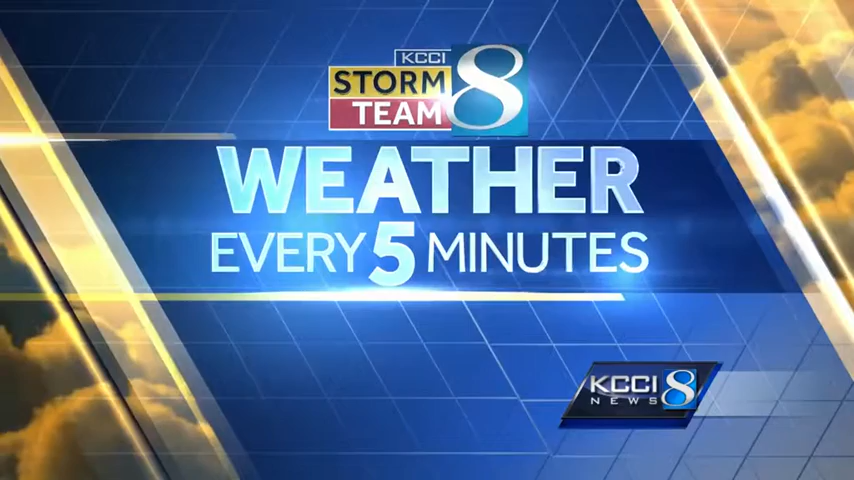 KCCI
STORM
TEAM 8
WEATHER
EVERY 5 MINUTES
KCCI 8
NEWS